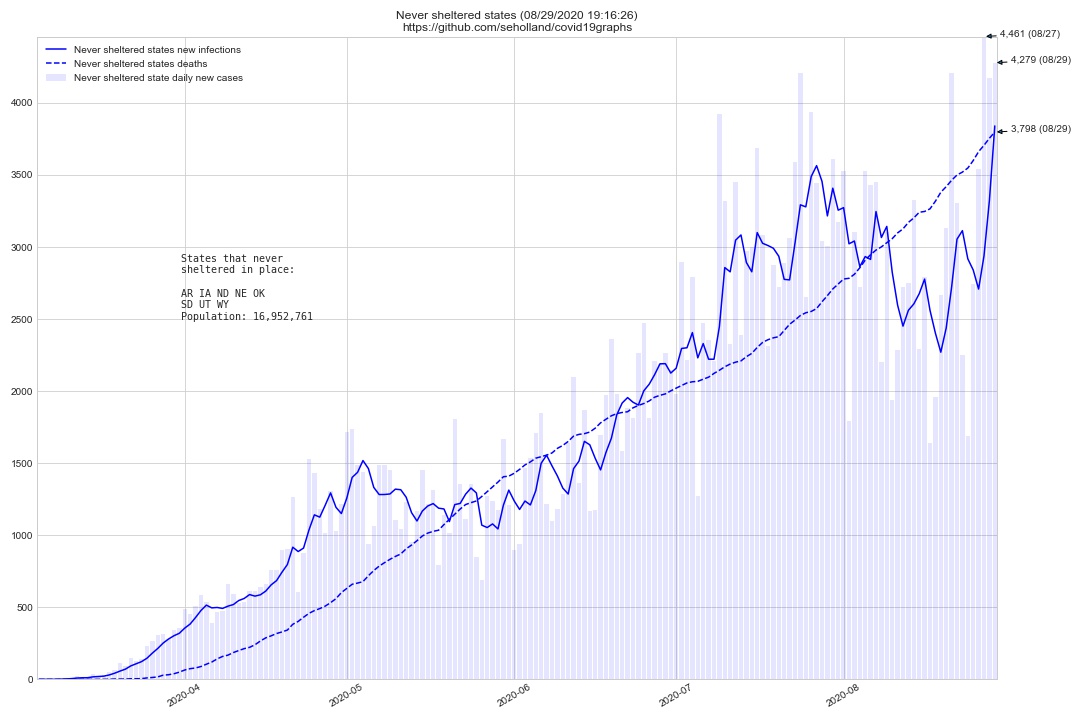 Never sheltered states (08/29/2020 19:16:26)
https://github.com/seholland/covid19graphs
4,461 (08/27)
Never sheltered states new infections
Never sheltered states deaths
Never sheltered state daily new cases
4,279 (08/29)
3,798 (08/29)
4000
3500
3000
2500
2000
1500
1000
500
0
States that never
sheltered in place:
AR IA ND NE OK
SD UT WY
Population: 16,952,761
2020-04
2020-05
2020-06
2020-07
2020-08